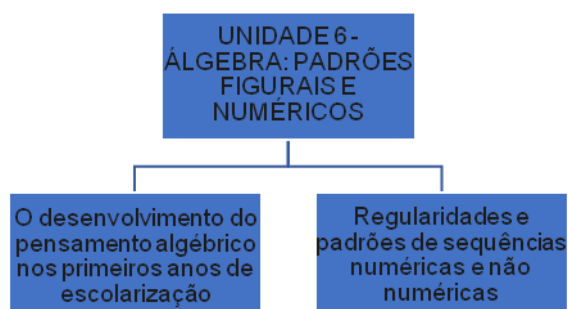 UNIDADE 6 -
ÁLGEBRA: PADRÕES
FIGURAIS E
NUMÉRICOS
O desenvolvimento do
pensamento algébrico
nos primeiros anos de
escolarização
Regularidades e
padrões de sequências
numéricas e não
numéricas